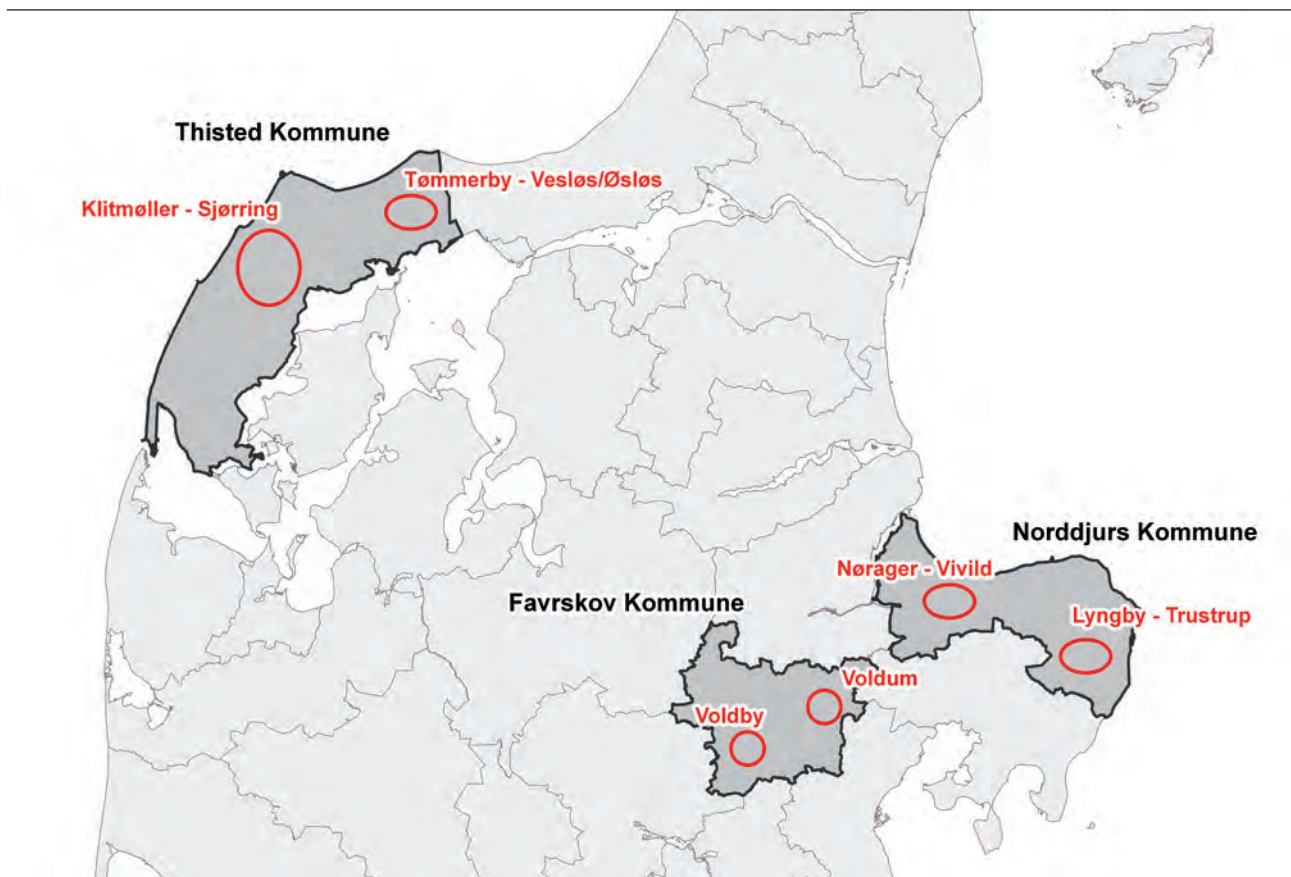 Thisted Kommune
Tømmerby - Vesløs/Øsløs
Klitmøller - Sjørring
Norddjurs Kommune
Nørager - Vivild
Favrskov Kommune
Lyngby - Trustrup
Voldum
Voldby